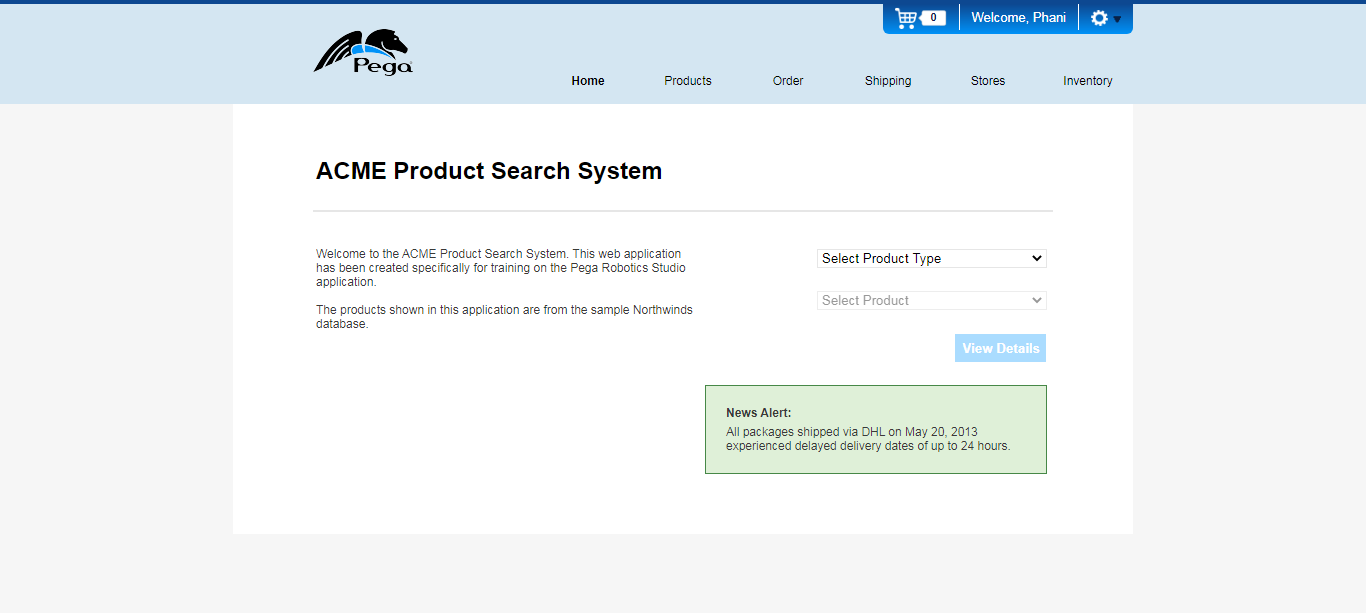 0
Welcome, Phani
Pega
Home
Products
Order
Shipping
Stores
Inventory
ACME Product Search System
Welcome to the ACME Product Search System. This web application
has been created specifically for training on the Pega Robotics Studio
application.
The products shown in this application are from the sample Northwinds
database.
Select Product Type
Select Product
View Details
News Alert:
All packages shipped via DHL on May 20, 2013
experienced delayed delivery dates of up to 24 hours.